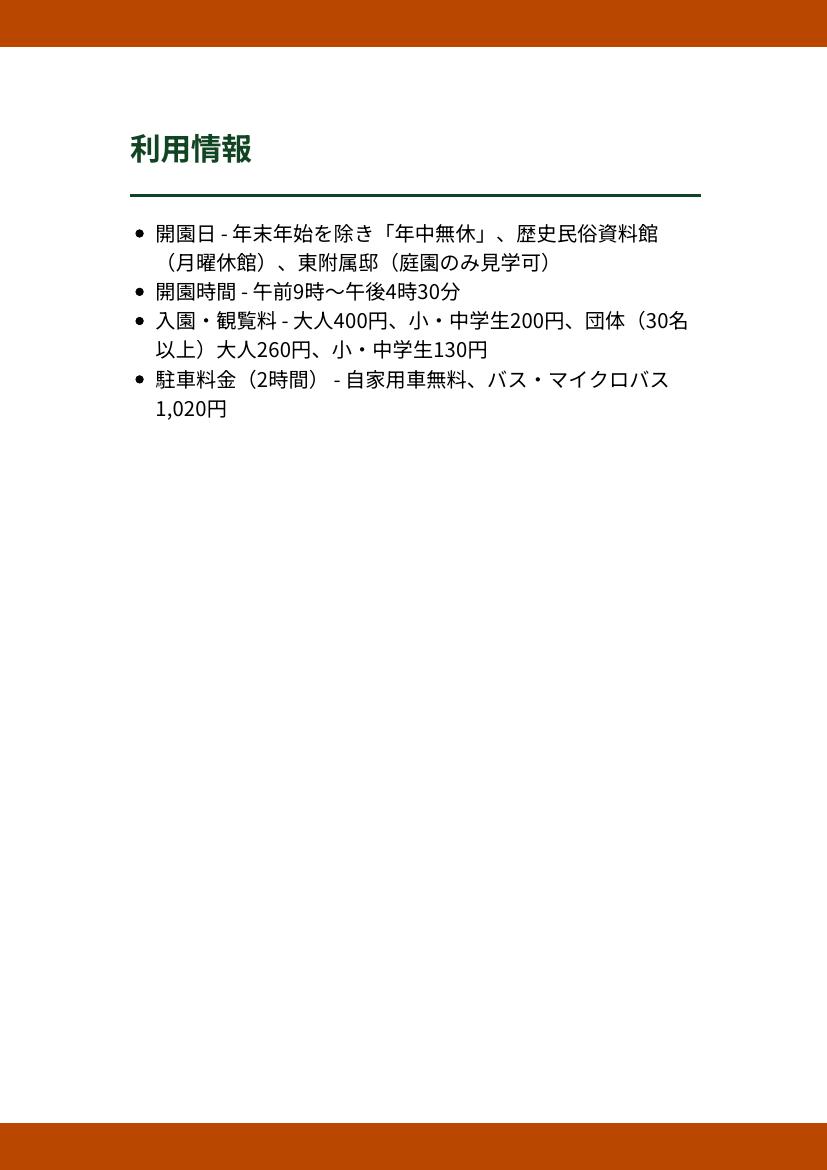 利用情報
開園日 - 年末年始を除き「年中無休」、歴史民俗資料館
（月曜休館）、東附属邸（庭園のみ見学可）
開園時間 - 午前9時〜午後4時30分
入園・観覧料 - 大人400円、小・中学生200円、団体（30名
以上）大人260円、小・中学生130円
駐車料金（2時間） - 自家用車無料、バス・マイクロバス
1,020円